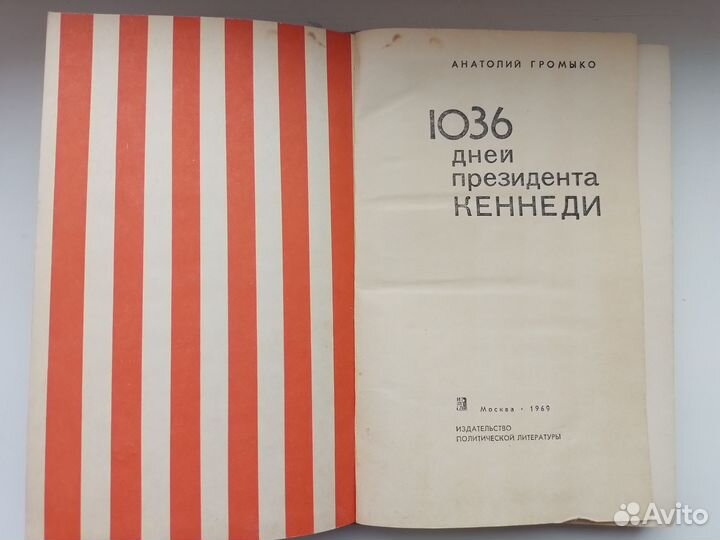 АНАТОЛИЙ ГРОМЫКО
1036
дней
президента
КЕННЕДИ
Москва · 1969
ИЗДАТЕЛЬСТВО
ПОЛИТИЧЕСКОЙ ЛИТЕРАТУРЫ
Avito